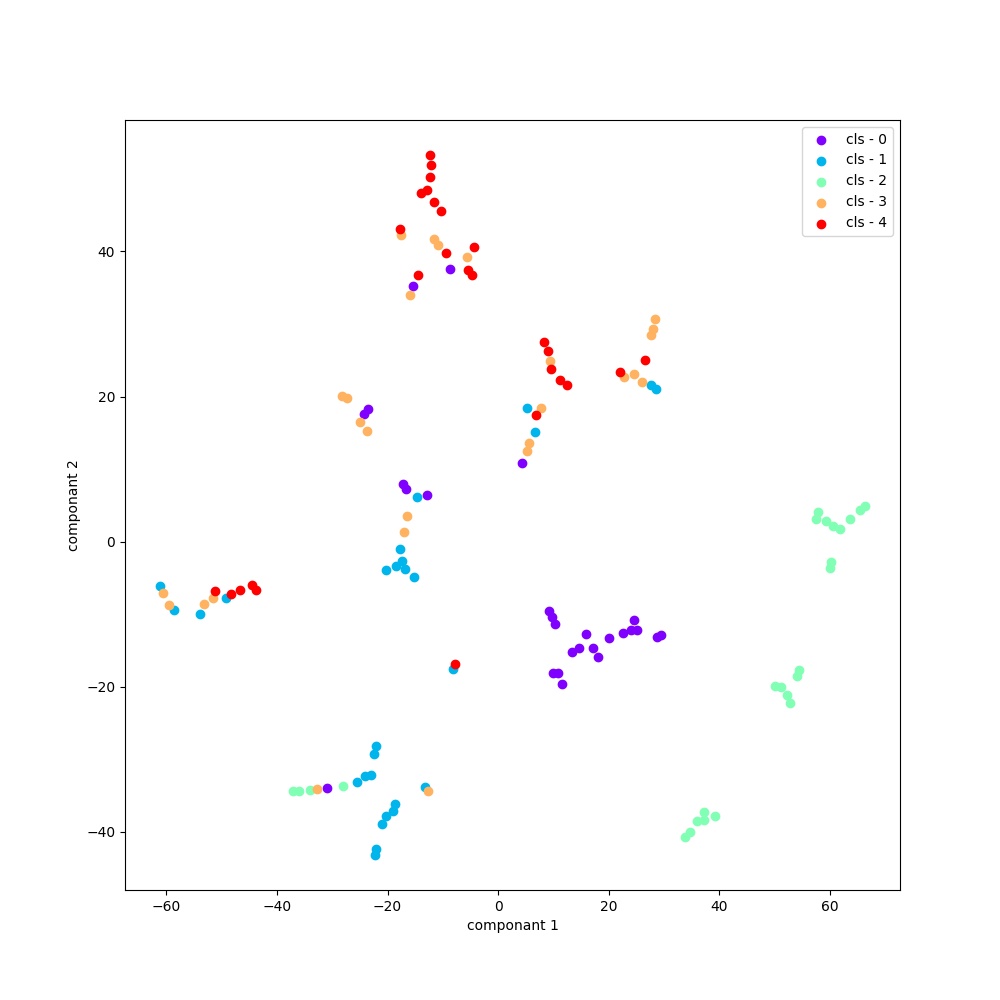 cls - 0
cls - 1
cls - 2
cls - 3
cls - 4
40
20
0
−20
−40
componant 2
−60 −40 −20 0 20 40 60
componant 1